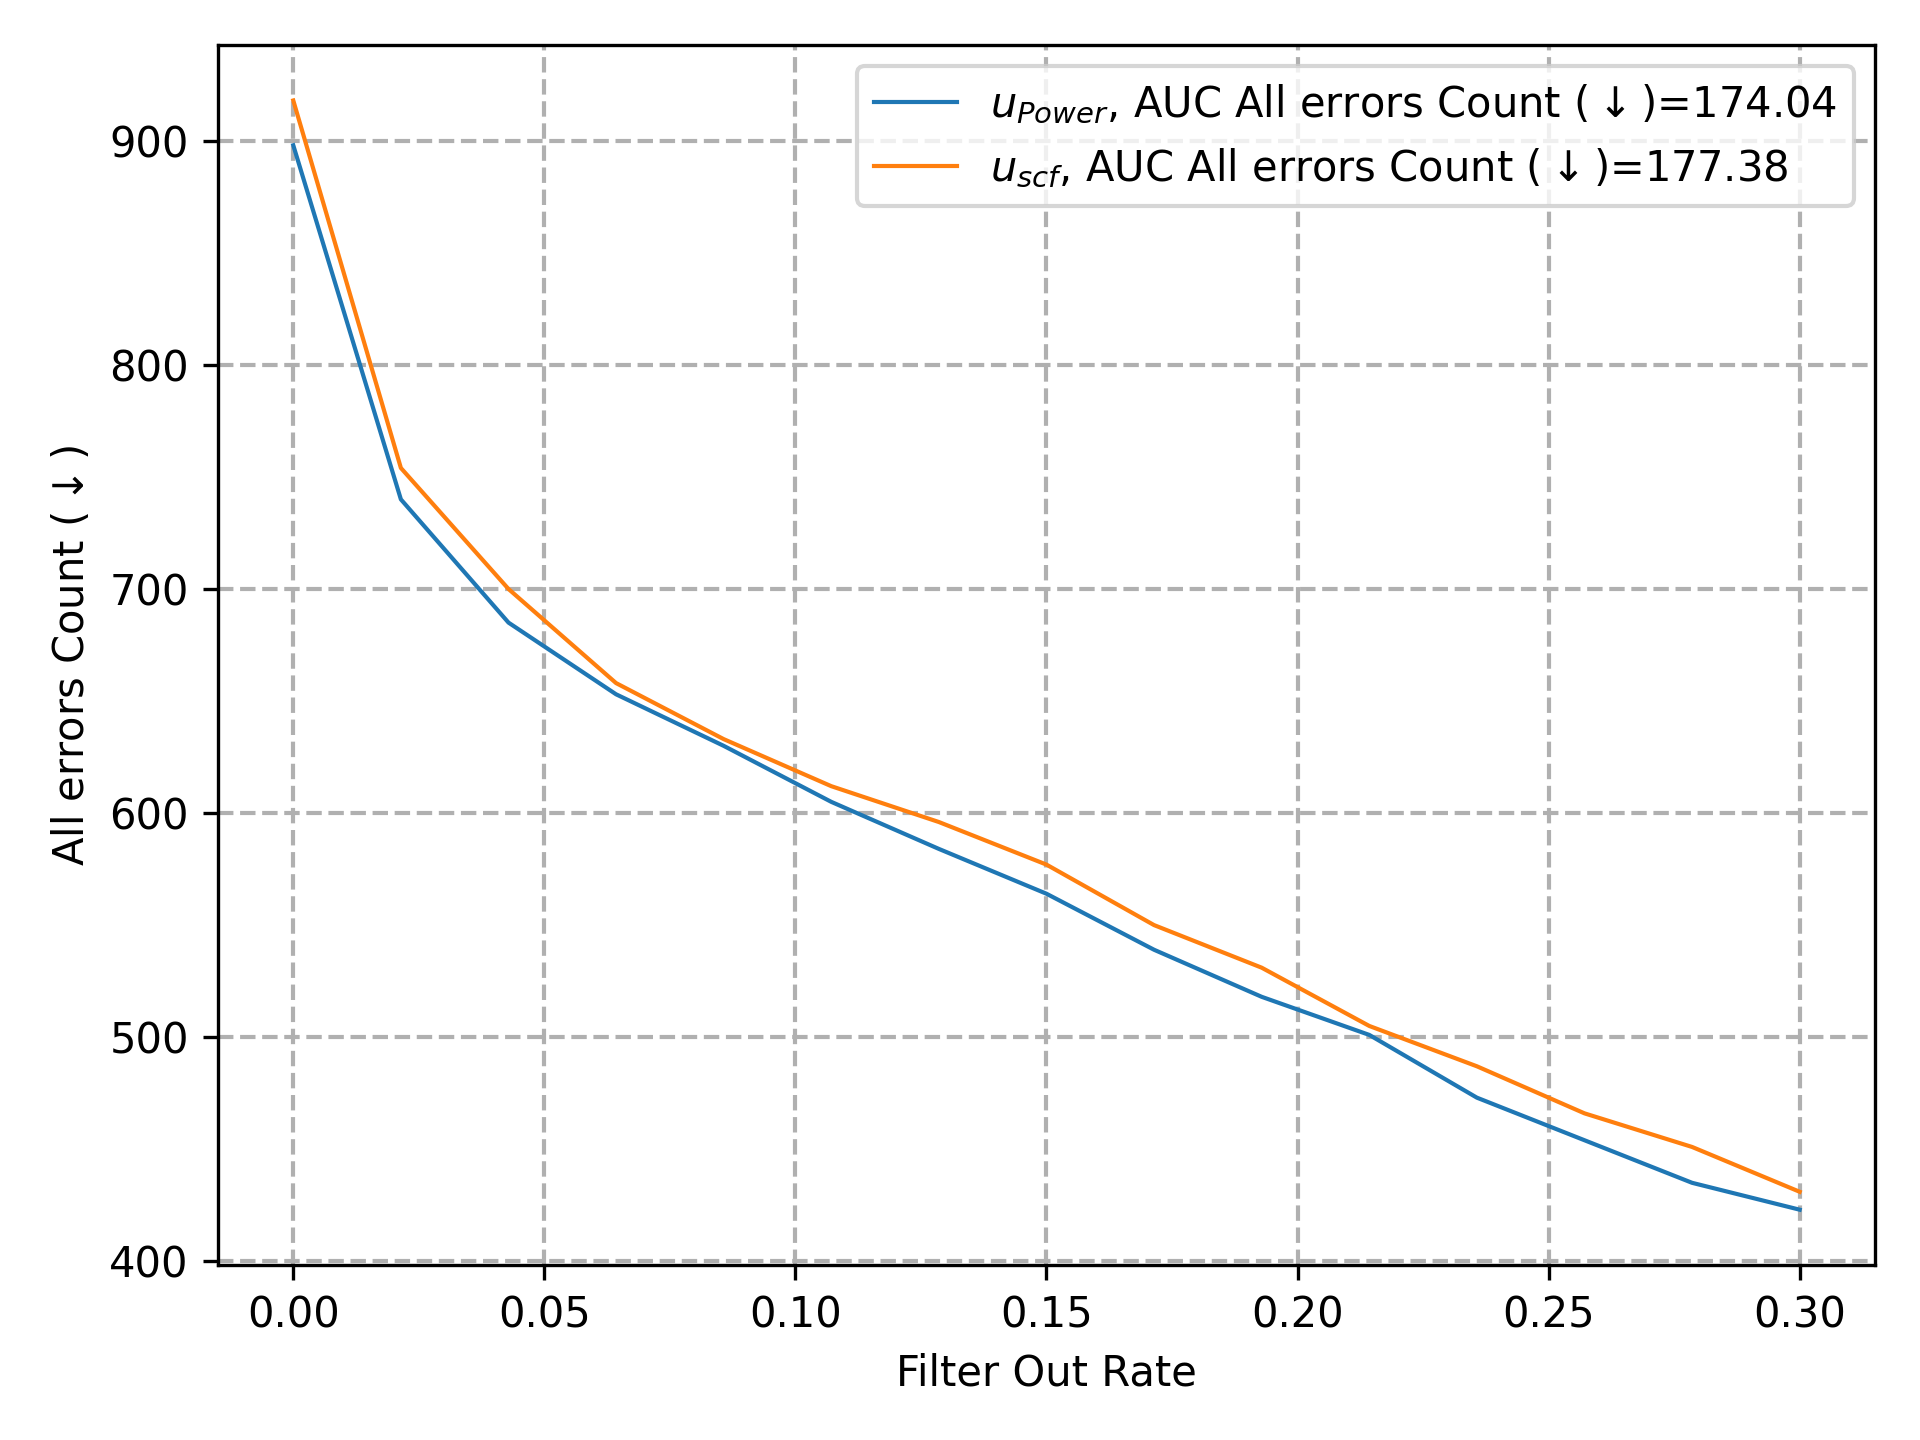 u_Power, AUC All errors Count (↓)=174.04
u_scf, AUC All errors Count (↓)=177.38
All errors Count (↓)
900
800
700
600
500
400
0.00 0.05 0.10 0.15 0.20 0.25 0.30
Filter Out Rate